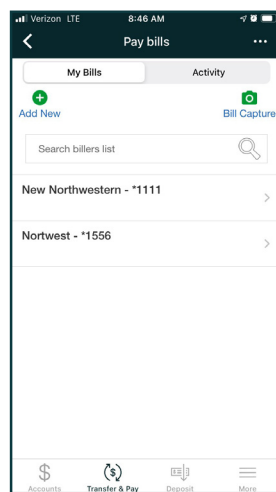 Verizon LTE 8:46 AM
Pay bills
My Bills Activity
Add New Bill Capture
Search billers list
New Northwestern - *1111
Nortwest - *1556
Accounts Transfer & Pay Deposit More